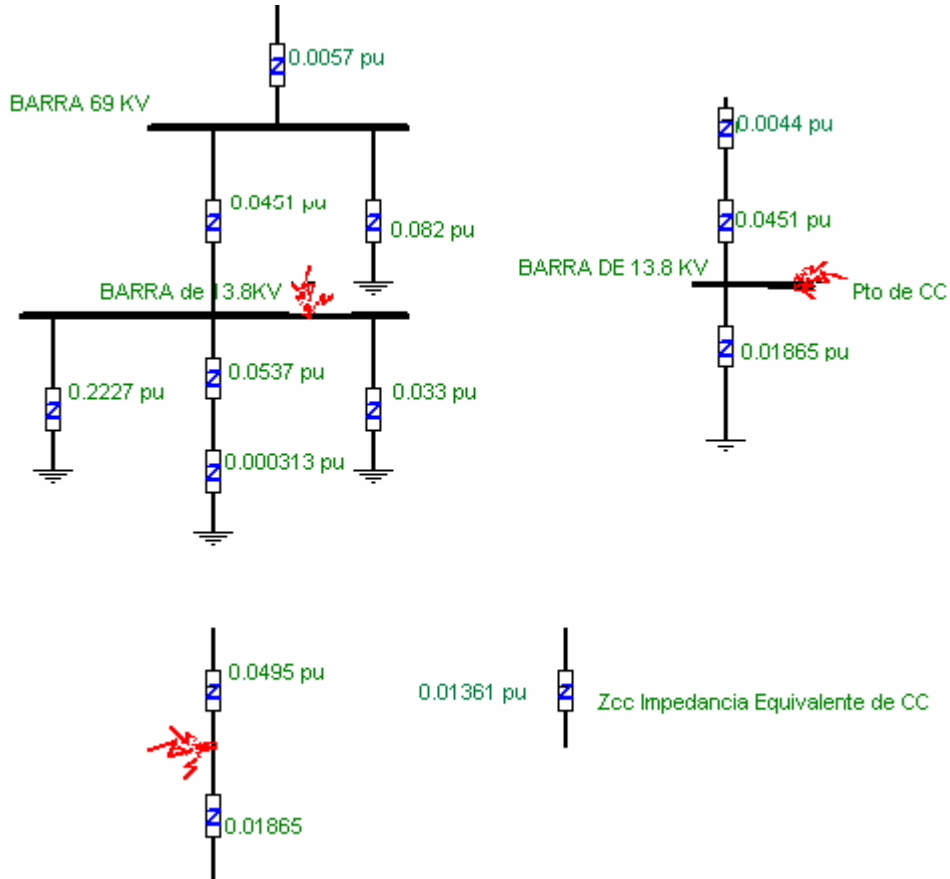 0.0057 pu
BARRA 69 KV
0.0451 pu
0.082 pu
BARRA de 13.8KV
0.2227 pu
0.0537 pu
0.033 pu
0.000313 pu
0.0044 pu
0.0451 pu
BARRA DE 13.8 KV
Pto de CC
0.01865 pu
0.0495 pu
0.01865
0.01361 pu
Zcc Impedancia Equivalente de CC
Z
Z
Z
Z
Z
Z
Z
Z
Z
Z
Z
Z
Z
Z